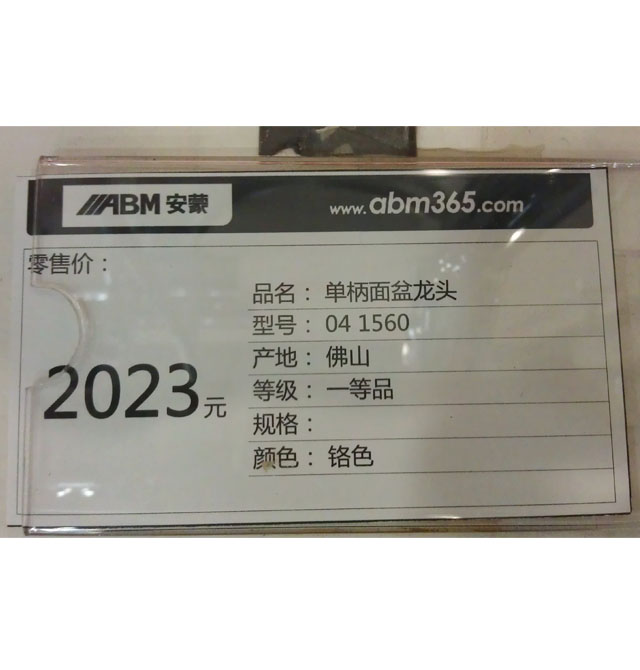 ABM 安蒙
www.abm365.com
零售价：
2023元
品名：单柄面盆龙头
型号：04 1560
产地：佛山
等级：一等品
规格：
颜色：铬色